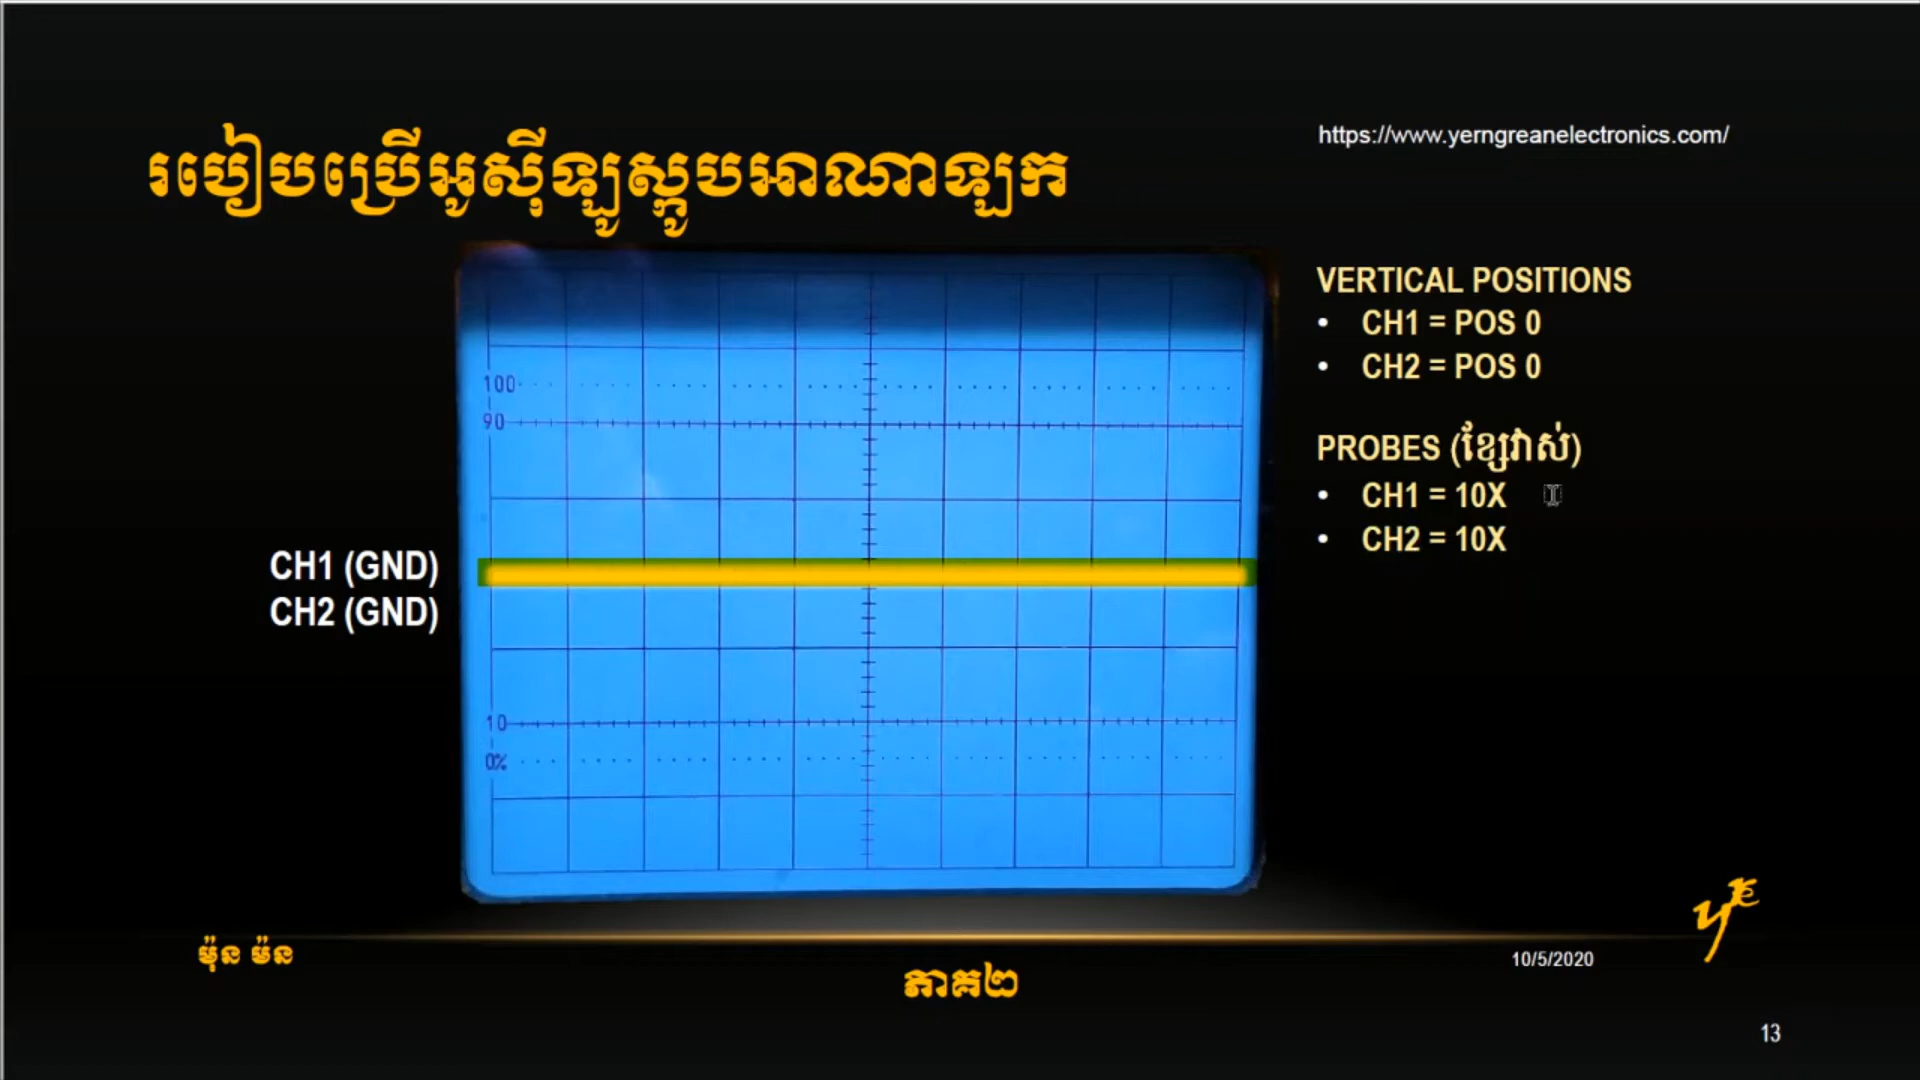 https://www.yerngreanelectronics.com/
របៀបប្រើអូស៊ីឡូស្កូបអាណាឡក
VERTICAL POSITIONS
• CH1 = POS 0
• CH2 = POS 0
PROBES (ខ្សែវាស់)
• CH1 = 10X
• CH2 = 10X
100
90
CH1 (GND)
CH2 (GND)
10
0%
ម៉ុន ម៉ន
10/5/2020
ភាគ២
13